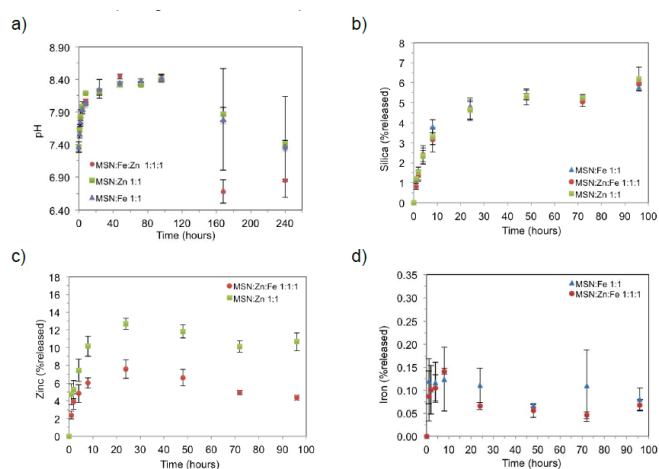 a)
8.90
8.40
7.90
7.40
6.90
6.40
pH
MSN:Fe:Zn 1:1:1
MSN:Zn 1:1
MSN:Fe 1:1
0 40 80 120 160 200 240
Time (hours)
b)
8
7
6
5
4
3
2
1
0
Silica (%released)
MSN:Fe 1:1
MSN:Zn:Fe 1:1:1
MSN:Zn 1:1
0 10 20 30 40 50 60 70 80 90 100
Time (hours)
c)
18
16
14
12
10
8
6
4
2
0
Zinc (%released)
MSN:Zn:Fe 1:1:1
MSN:Zn 1:1
0 10 20 30 40 50 60 70 80 90 100
Time (hours)
d)
0.35
0.30
0.25
0.20
0.15
0.10
0.05
0.00
Iron (%released)
MSN:Fe 1:1
MSN:Zn:Fe 1:1:1
0 10 20 30 40 50 60 70 80 90 100
Time (hours)